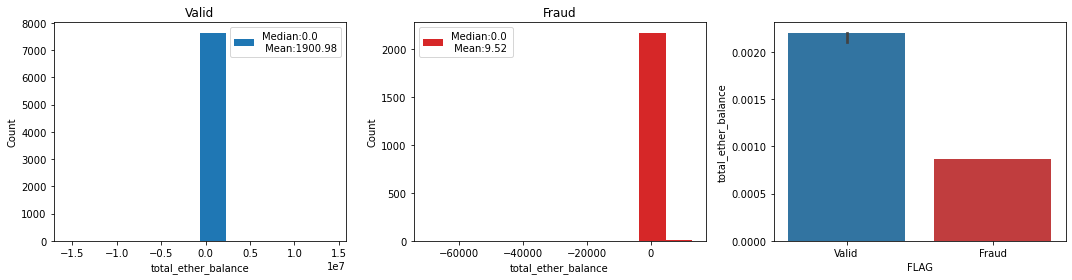 Valid
Median:0.0
Mean:1900.98
Count
8000
7000
6000
5000
4000
3000
2000
1000
0
−1.5 −1.0 −0.5 0.0 0.5 1.0 1.5
1e7
total_ether_balance
Fraud
Median:0.0
Mean:9.52
Count
2000
1500
1000
500
0
−60000 −40000 −20000 0
total_ether_balance
total_ether_balance
0.0020
0.0015
0.0010
0.0005
0.0000
Valid Fraud
FLAG